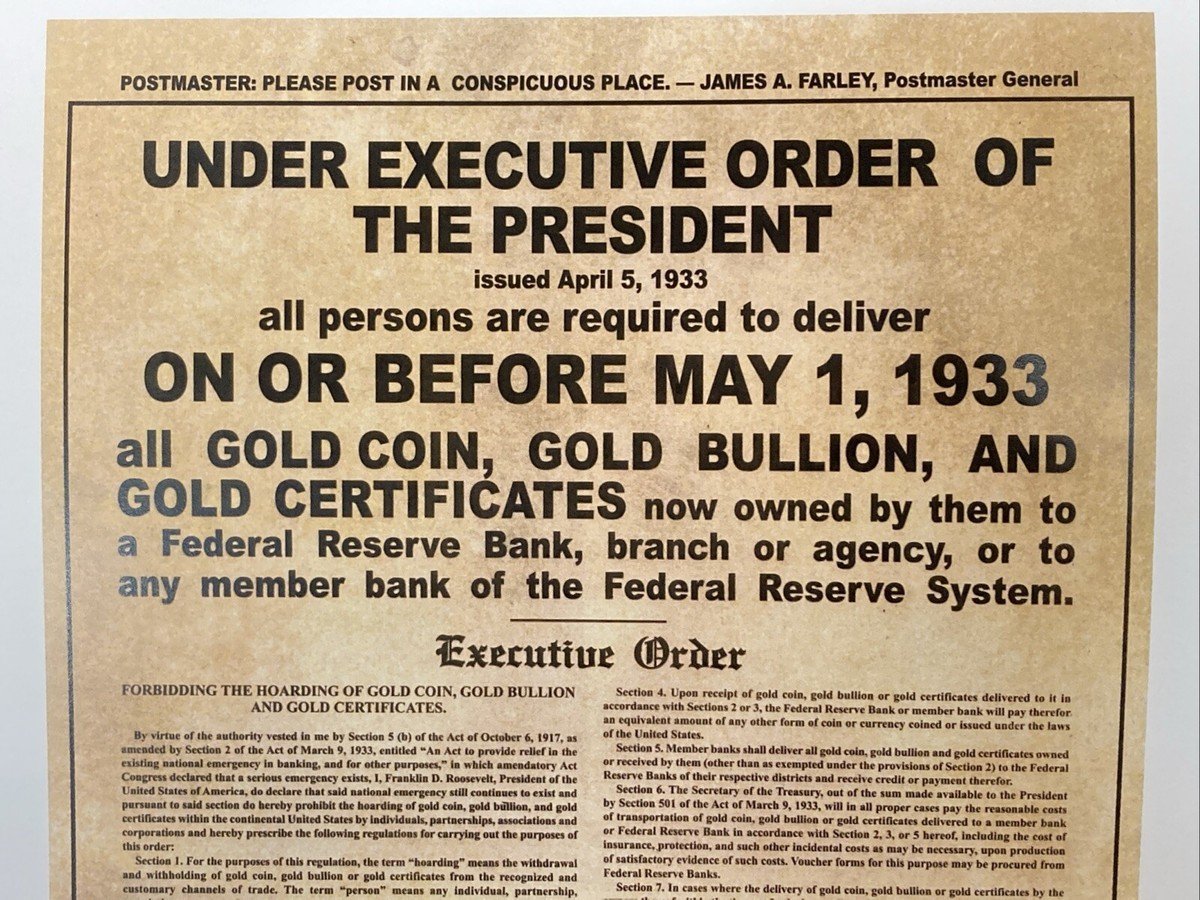 POSTMASTER: PLEASE POST IN A CONSPICUOUS PLACE. — JAMES A. FARLEY, Postmaster General
UNDER EXECUTIVE ORDER OF
THE PRESIDENT
issued April 5, 1933
all persons are required to deliver
ON OR BEFORE MAY 1, 1933
all GOLD COIN, GOLD BULLION, AND
GOLD CERTIFICATES now owned by them to
a Federal Reserve Bank, branch or agency, or to
any member bank of the Federal Reserve System.
Executive Order
FORBIDDING THE HOARDING OF GOLD COIN, GOLD BULLION
AND GOLD CERTIFICATES.
By virtue of the authority vested in me by Section 5 (b) of the Act of October 6, 1917, as
amended by Section 2 of the Act of March 9, 1933, entitled “An Act to provide relief in the
existing national emergency in banking, and for other purposes,” in which amendatory Act
Congress declared that a serious emergency exists, I, Franklin D. Roosevelt, President of the
United States of America, do declare that said national emergency still continues to exist and
pursuant to said section do hereby prohibit the hoarding of gold coin, gold bullion, and gold
certificates within the continental United States by individuals, partnerships, associations and
corporations and hereby prescribe the following regulations for carrying out the purposes of
this order:
Section 1. For the purposes of this regulation, the term “hoarding” means the withdrawal
and withholding of gold coin, gold bullion or gold certificates from the recognized and
customary channels of trade. The term “person” means any individual, partnership,
Section 4. Upon receipt of gold coin, gold bullion or gold certificates delivered to it in
accordance with Sections 2 or 3, the Federal Reserve Bank or member bank will pay therefor
an equivalent amount of any other form of coin or currency coined or issued under the laws
of the United States.
Section 5. Member banks shall deliver all gold coin, gold bullion and gold certificates owned
or received by them (other than as exempted under the provisions of Section 2) to the Federal
Reserve Banks of their respective districts and receive credit or payment therefor.
Section 6. The Secretary of the Treasury, out of the sum made available to the President
by Section 501 of the Act of March 9, 1933, will in all proper cases pay the reasonable costs
of transportation of gold coin, gold bullion or gold certificates delivered to a member bank
or Federal Reserve Bank in accordance with Section 2, 3, or 5 hereof, including the cost of
insurance, protection, and such other incidental costs as may be necessary, upon production
of satisfactory evidence of such costs. Voucher forms for this purpose may be procured from
Federal Reserve Banks.
Section 7. In cases where the delivery of gold coin, gold bullion or gold certificates by the